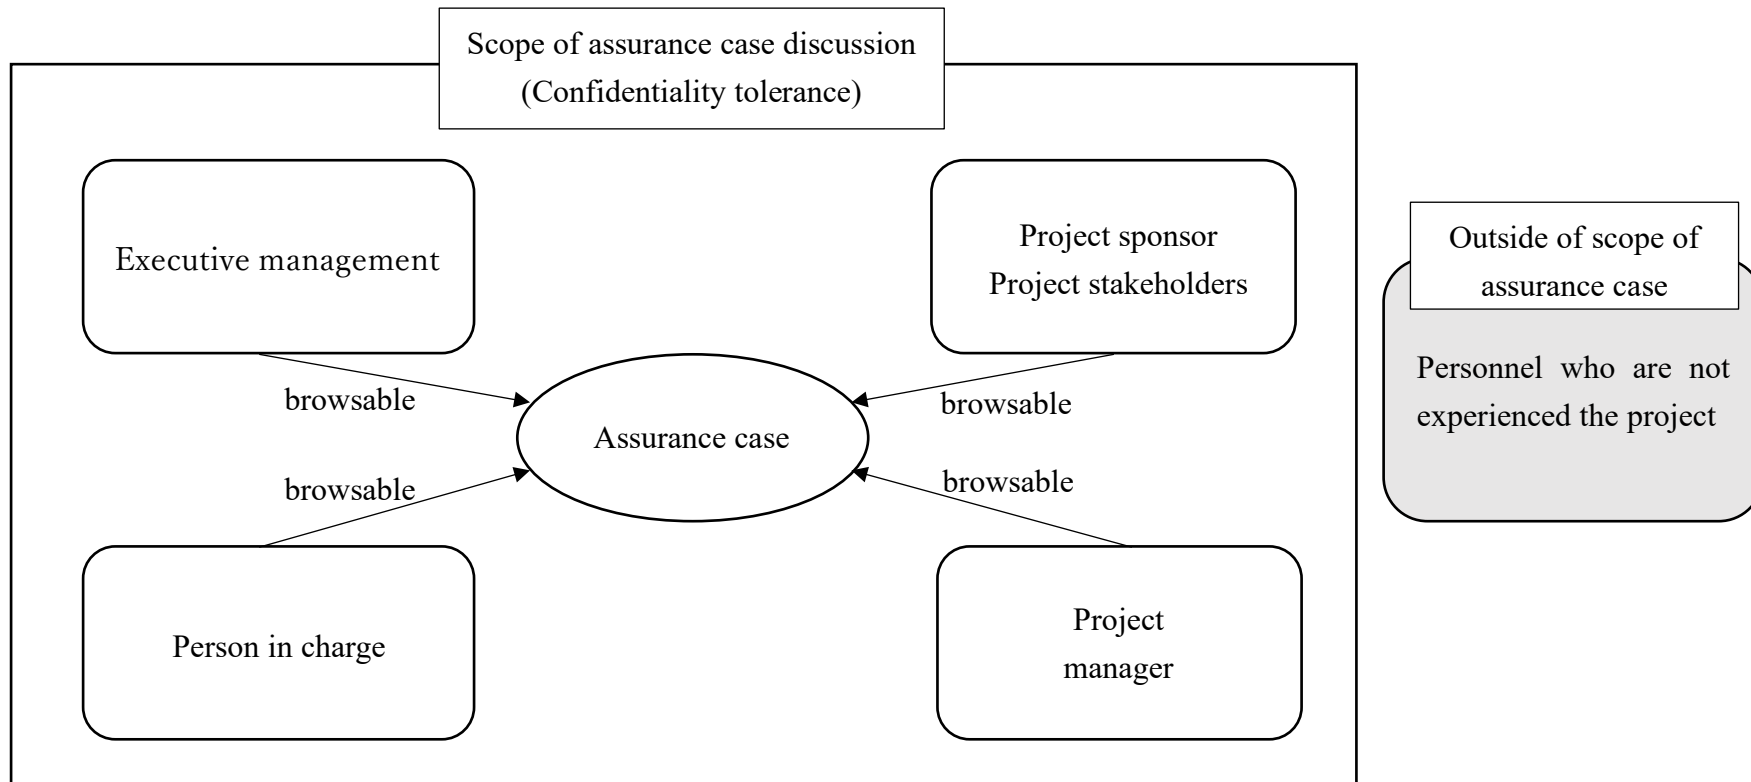 Scope of assurance case discussion
(Confidentiality tolerance)
Executive management
Project sponsor
Project stakeholders
Outside of scope of
assurance case
Personnel who are not
experienced the project
browsable
browsable
Assurance case
browsable
browsable
Person in charge
Project
manager